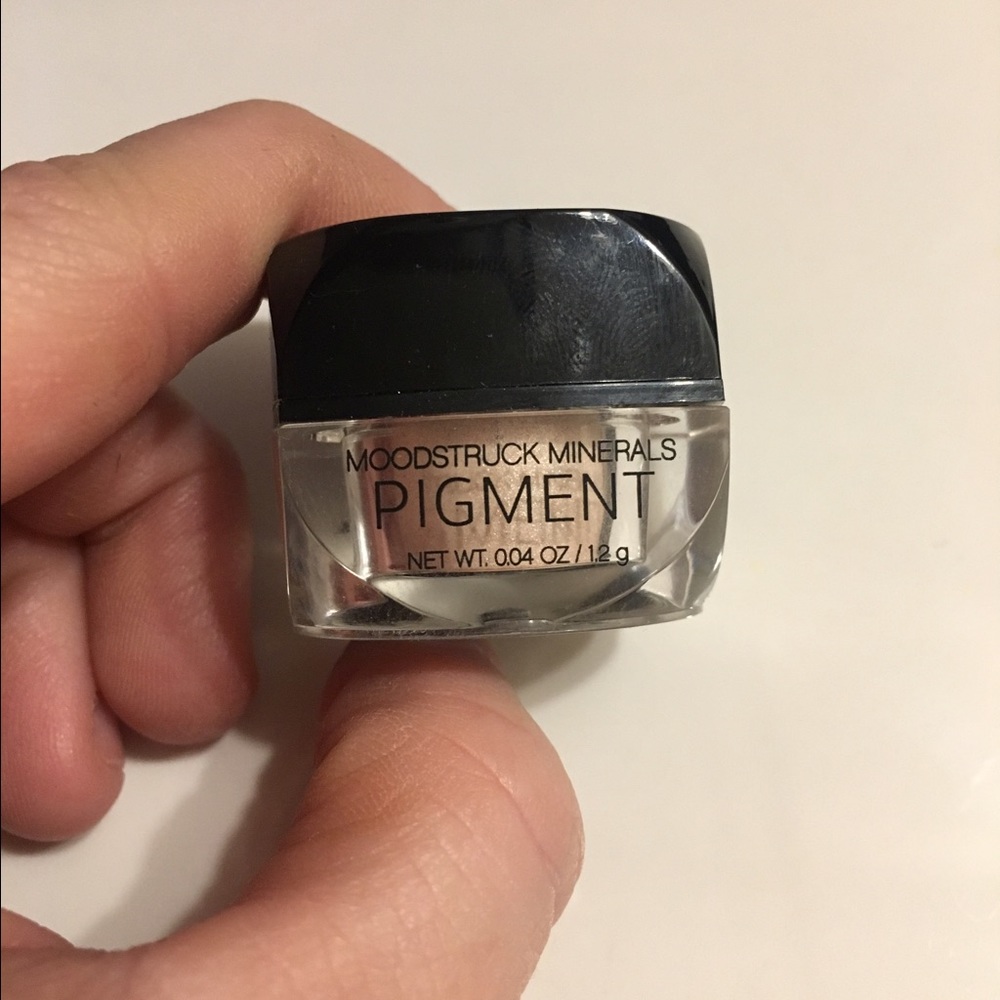 MOODSTRUCK MINERALS
PIGMENT
NET WT. 0.04 OZ / 1.2 g